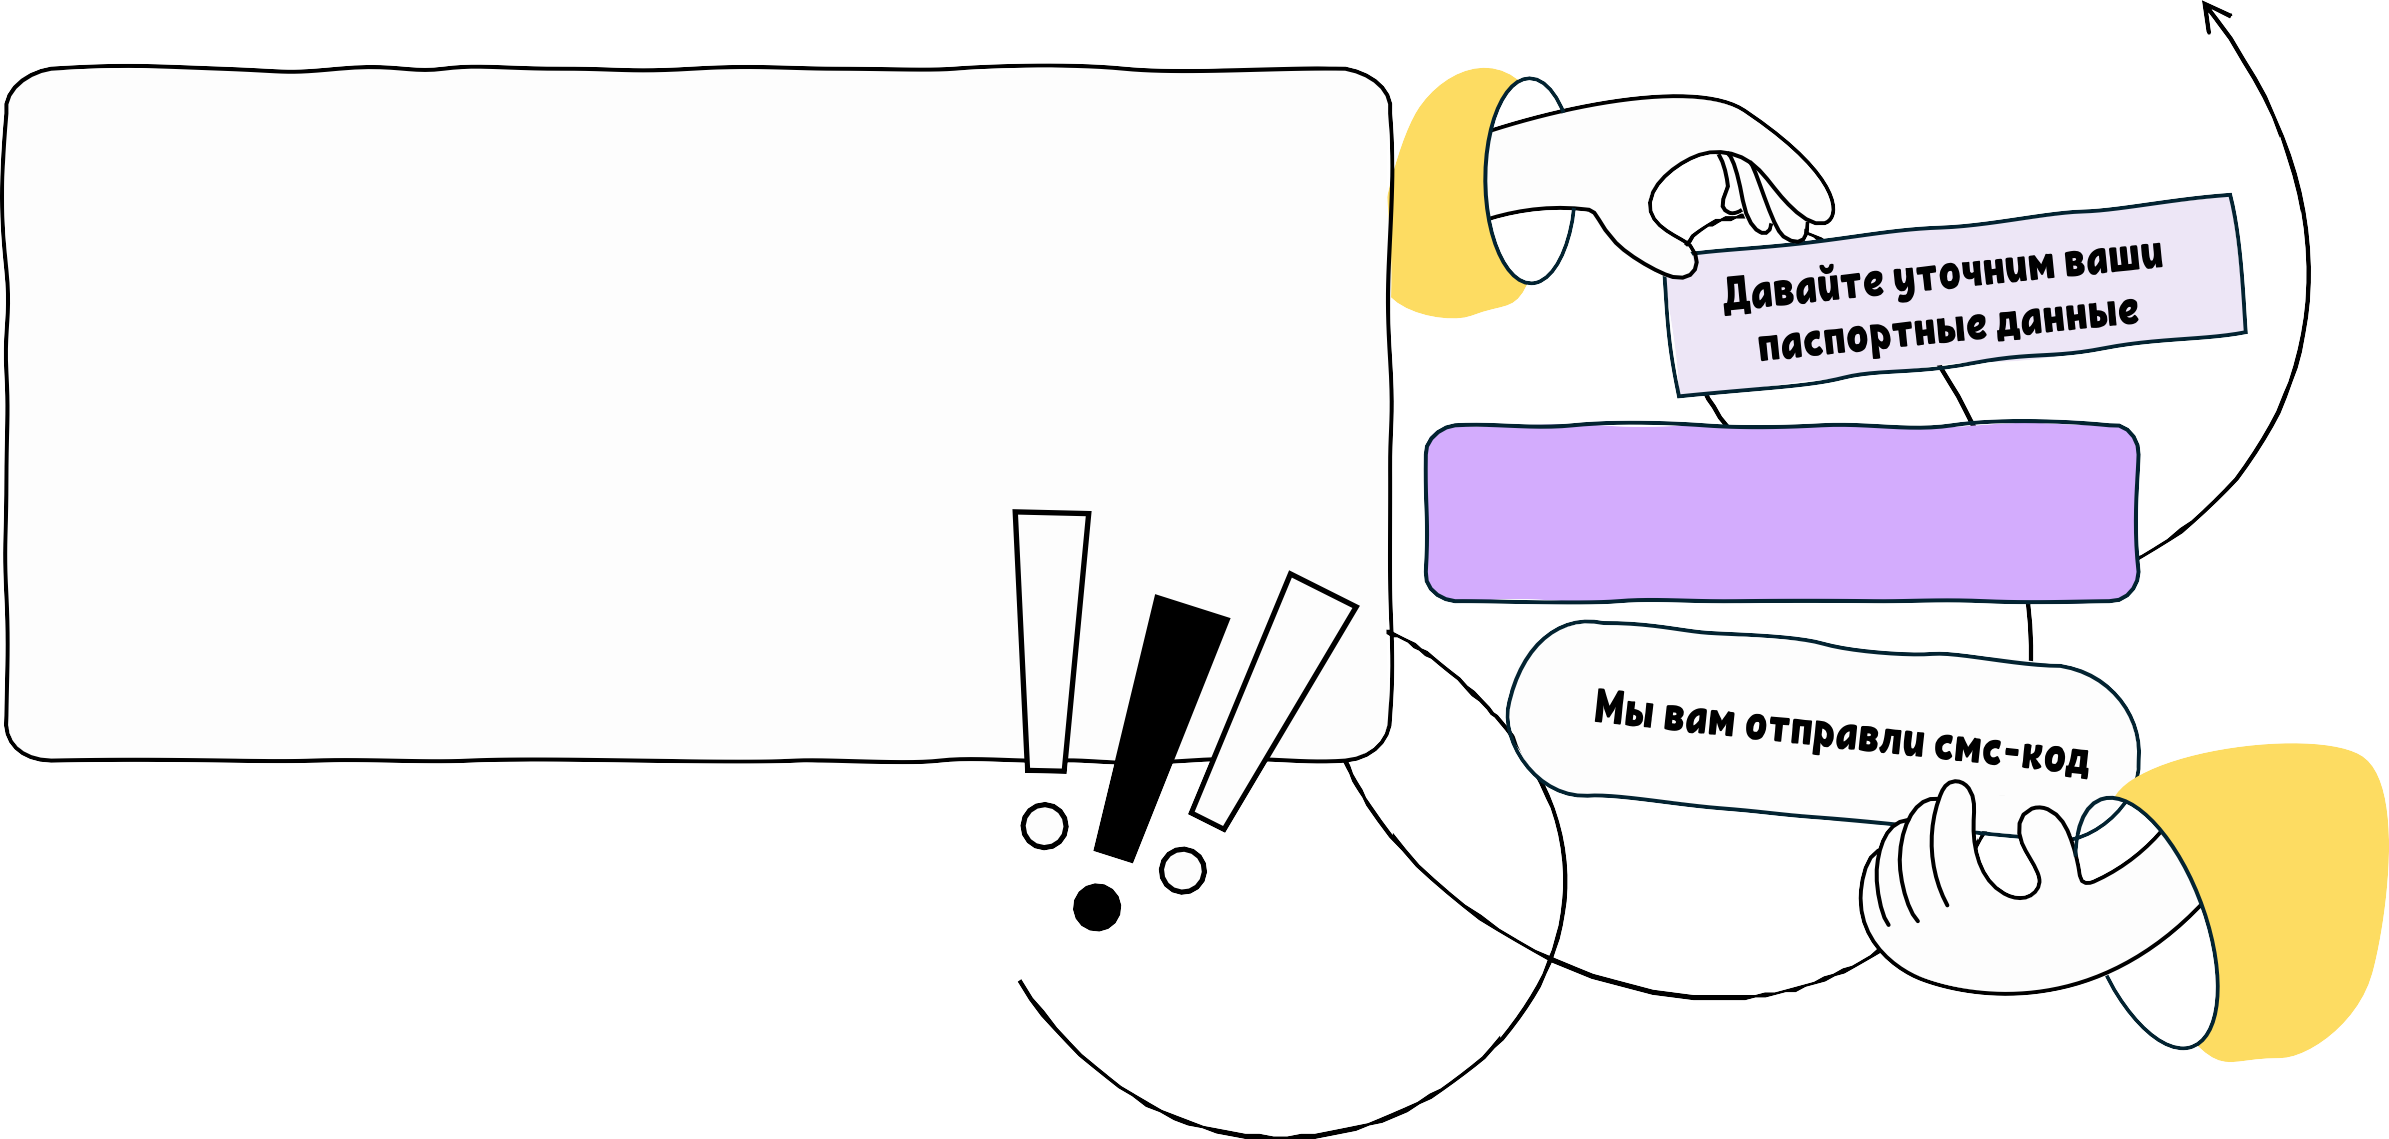 Давайте уточним ваши
паспортные данные
Мы вам отправли смс-код